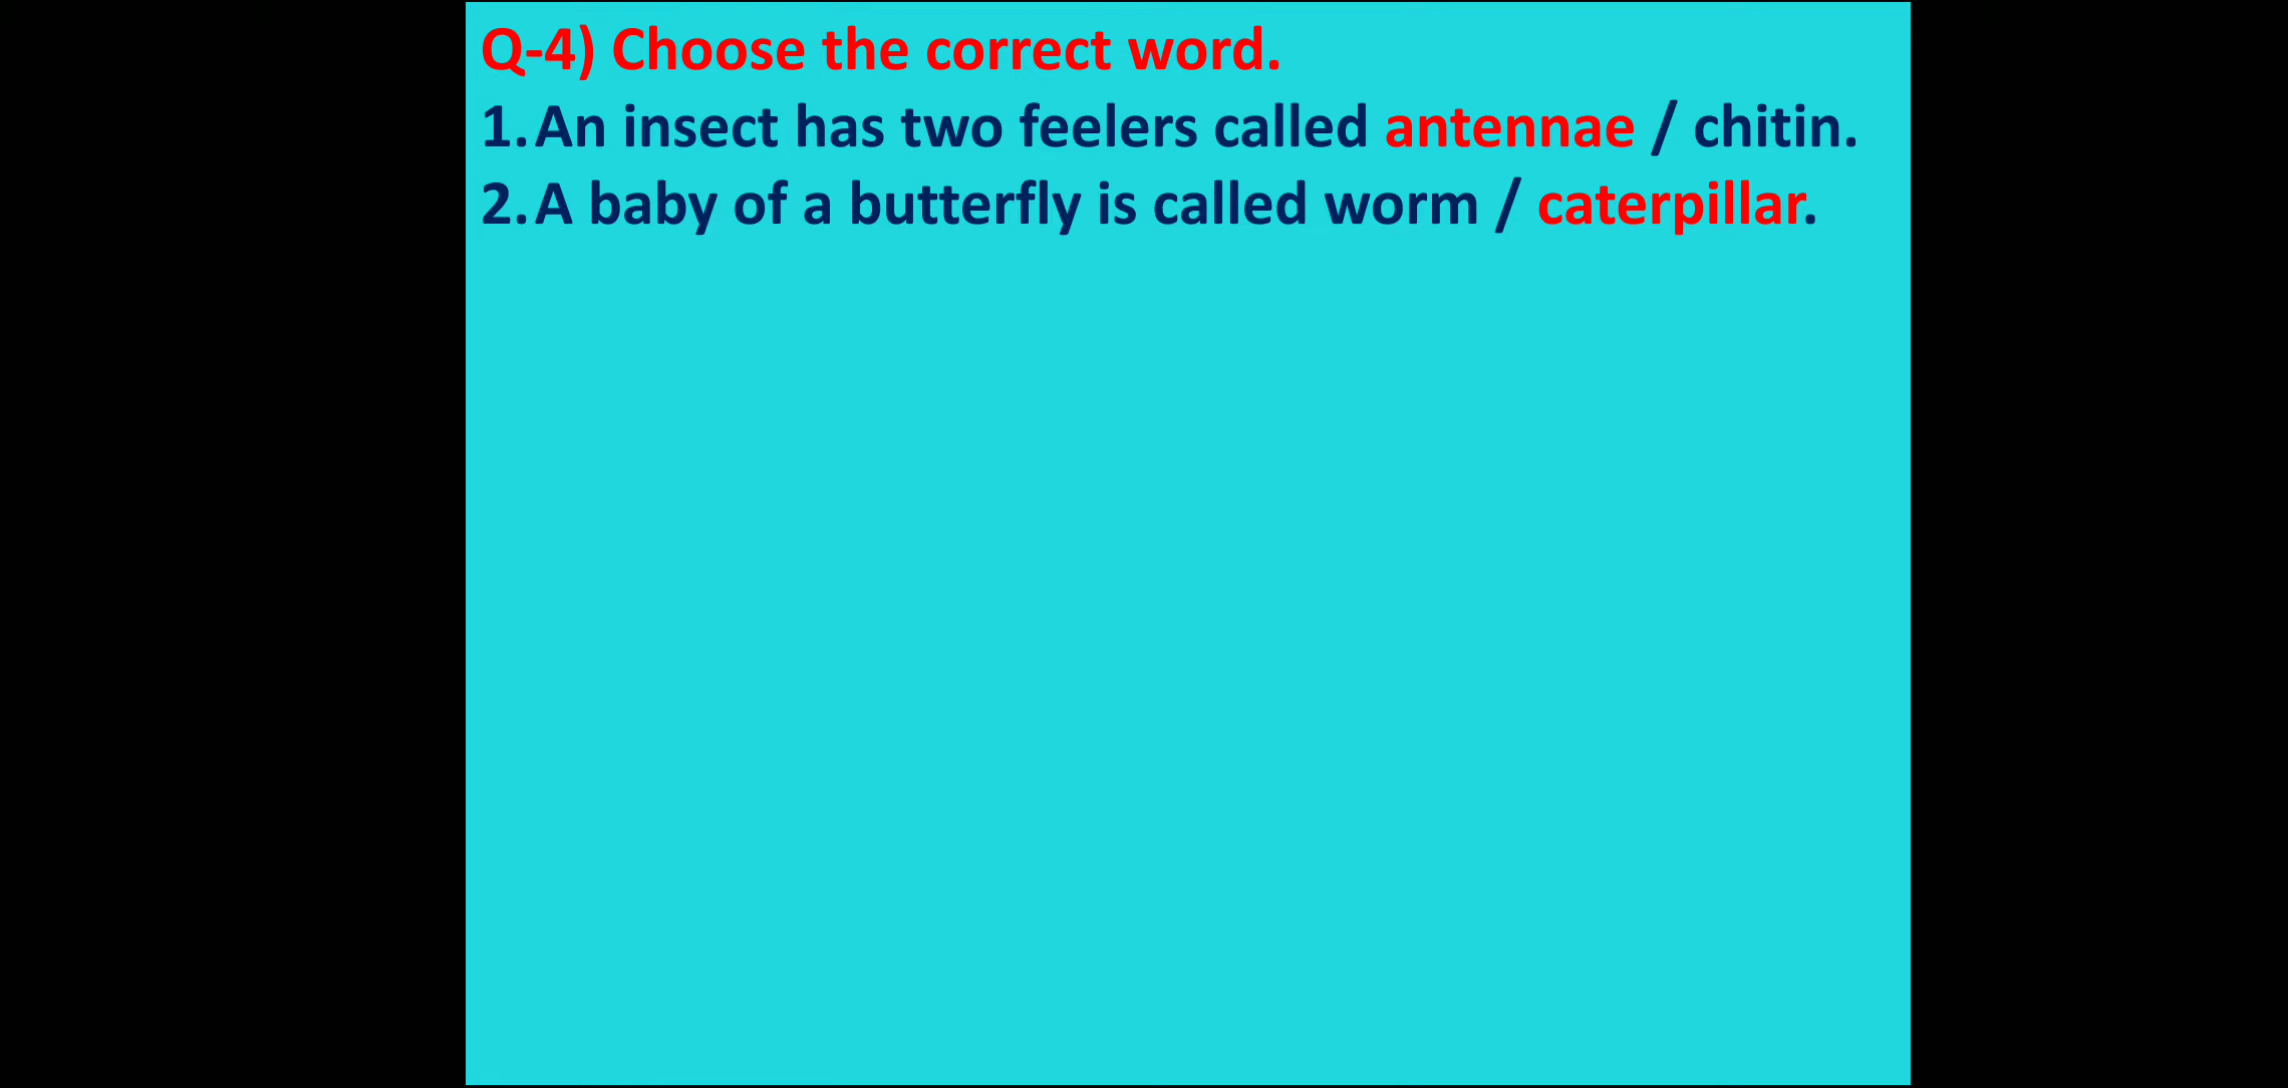 Q-4) Choose the correct word.
1. An insect has two feelers called antennae / chitin.
2. A baby of a butterfly is called worm / caterpillar.